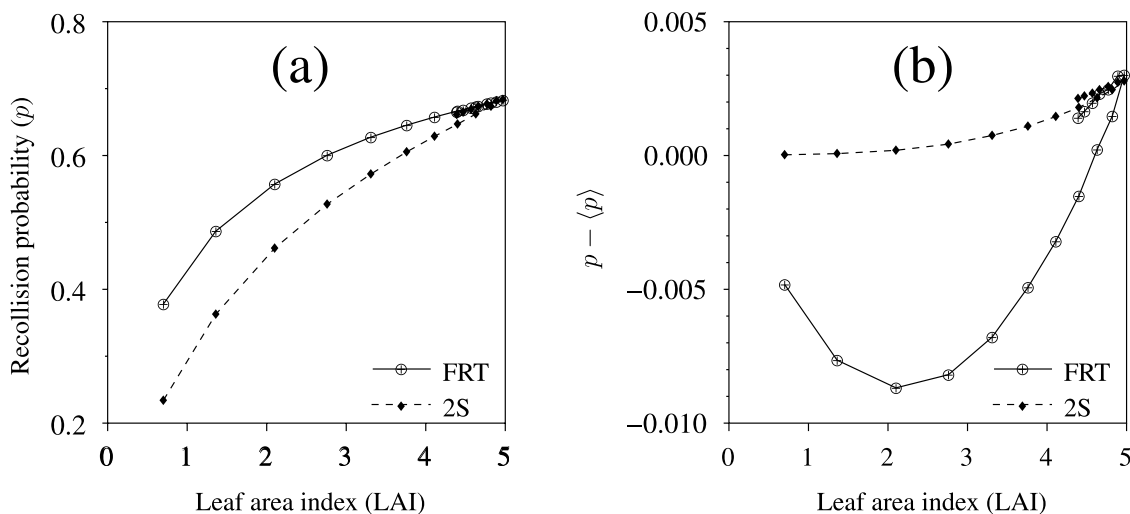 0.8
(a)
0.6
0.4
0.2
Recollision probability (p)
FRT
2S
0 1 2 3 4 5
Leaf area index (LAI)
0.005
(b)
0.000
−0.005
−0.010
p − ⟨p⟩
FRT
2S
0 1 2 3 4 5
Leaf area index (LAI)